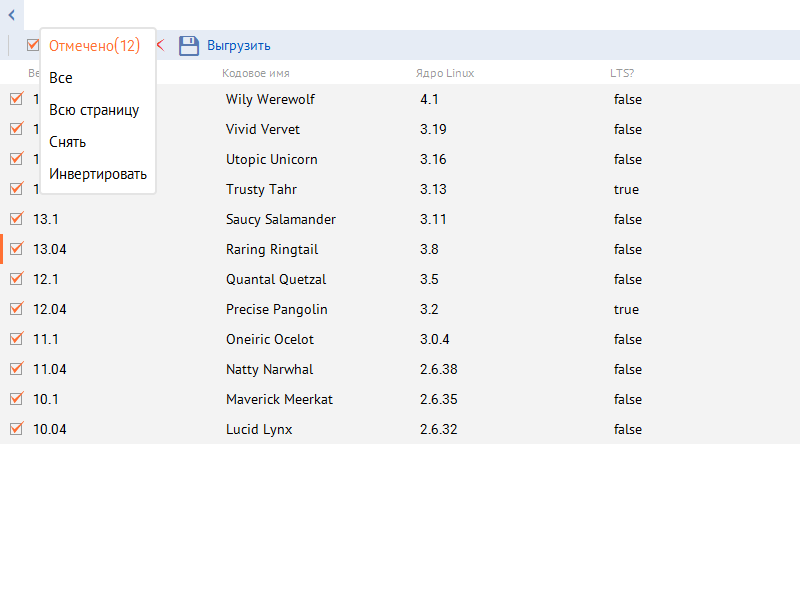 Отмечено(12)
Выгрузить
Все
Всю страницу
Снять
Инвертировать
Ве
Кодовое имя
Ядро Linux
LTS?
1 Wily Werewolf 4.1 false
1 Vivid Vervet 3.19 false
1 Utopic Unicorn 3.16 false
1 Trusty Tahr 3.13 true
13.1 Saucy Salamander 3.11 false
13.04 Raring Ringtail 3.8 false
12.1 Quantal Quetzal 3.5 false
12.04 Precise Pangolin 3.2 true
11.1 Oneiric Ocelot 3.0.4 false
11.04 Natty Narwhal 2.6.38 false
10.1 Maverick Meerkat 2.6.35 false
10.04 Lucid Lynx 2.6.32 false